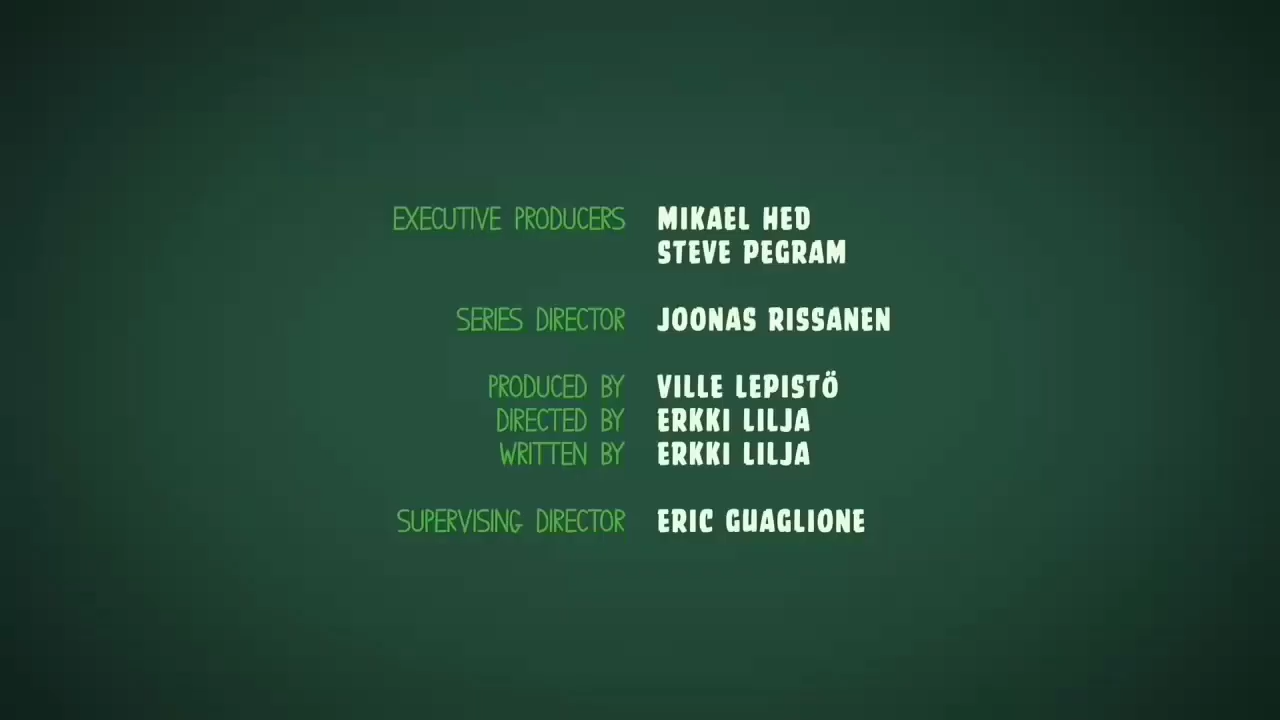 EXECUTIVE PRODUCERS MIKAEL HED
STEVE PEGRAM
SERIES DIRECTOR JOONAS RISSANEN
PRODUCED BY VILLE LEPISTÖ
DIRECTED BY ERKKI LILJA
WRITTEN BY ERKKI LILJA
SUPERVISING DIRECTOR ERIC GUAGLIONE